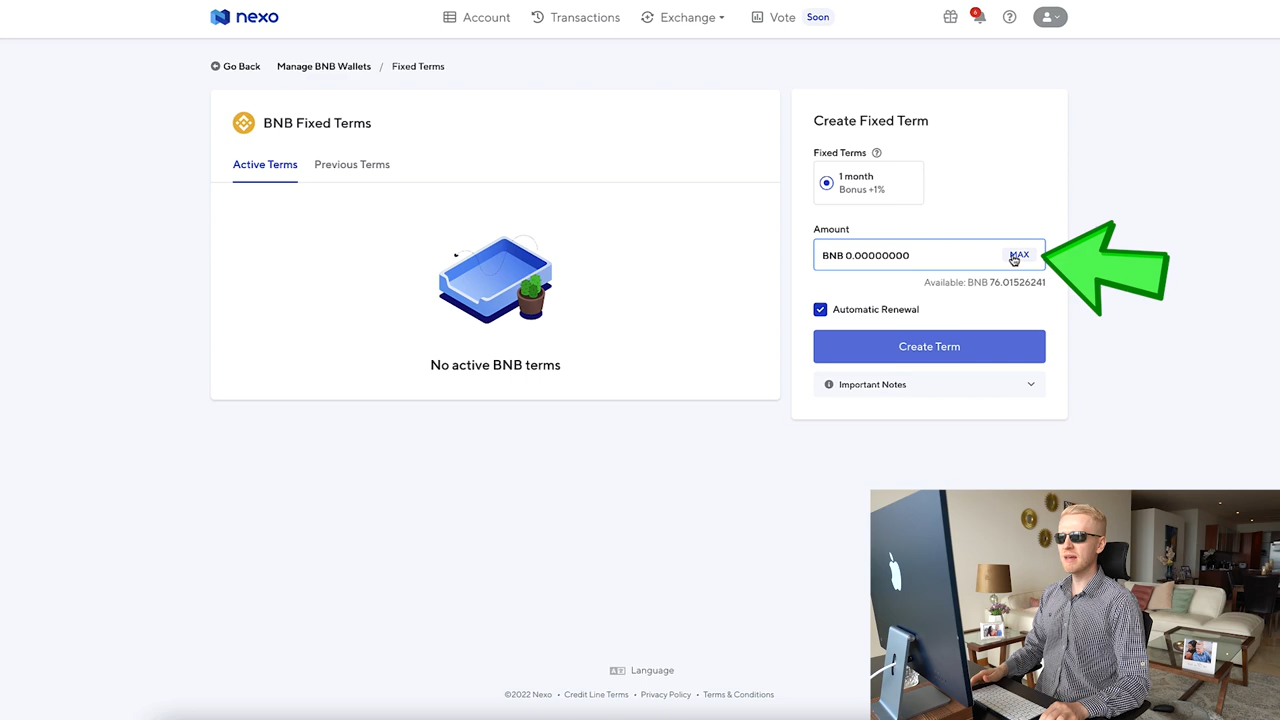 nexo
Account
Transactions
Exchange
Vote
Soon
6
Go Back
Manage BNB Wallets / Fixed Terms
BNB Fixed Terms
Active Terms
Previous Terms
No active BNB terms
Create Fixed Term
Fixed Terms
1 month
Bonus +1%
Amount
BNB 0.00000000
MAX
Available: BNB 76.01526241
Automatic Renewal
Create Term
Important Notes
Language
©2022 Nexo • Credit Line Terms • Privacy Policy • Terms & Conditions